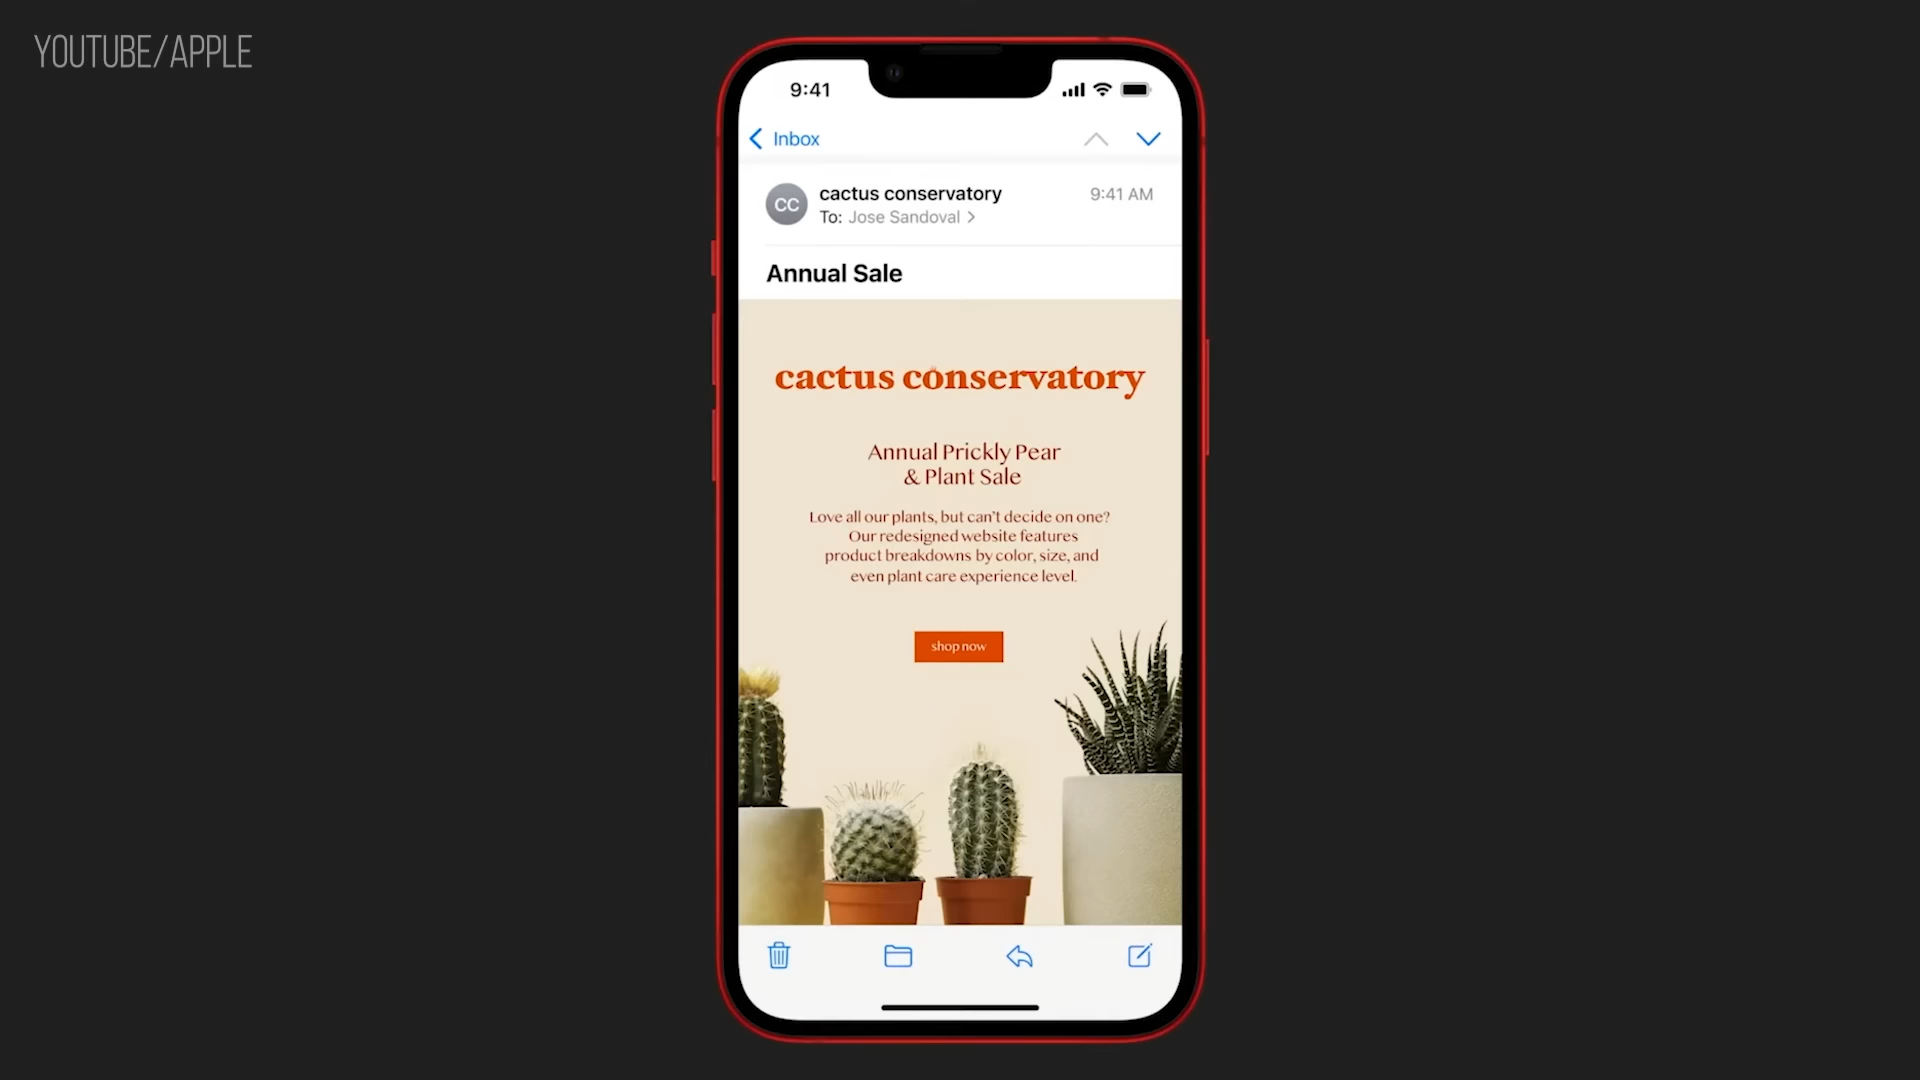 YOUTUBE/APPLE
9:41
Inbox
CC
cactus conservatory
9:41 AM
To: Jose Sandoval
Annual Sale
cactus conservatory
Annual Prickly Pear
& Plant Sale
Love all our plants, but can't decide on one?
Our redesigned website features
product breakdowns by color, size, and
even plant care experience level.
shop now